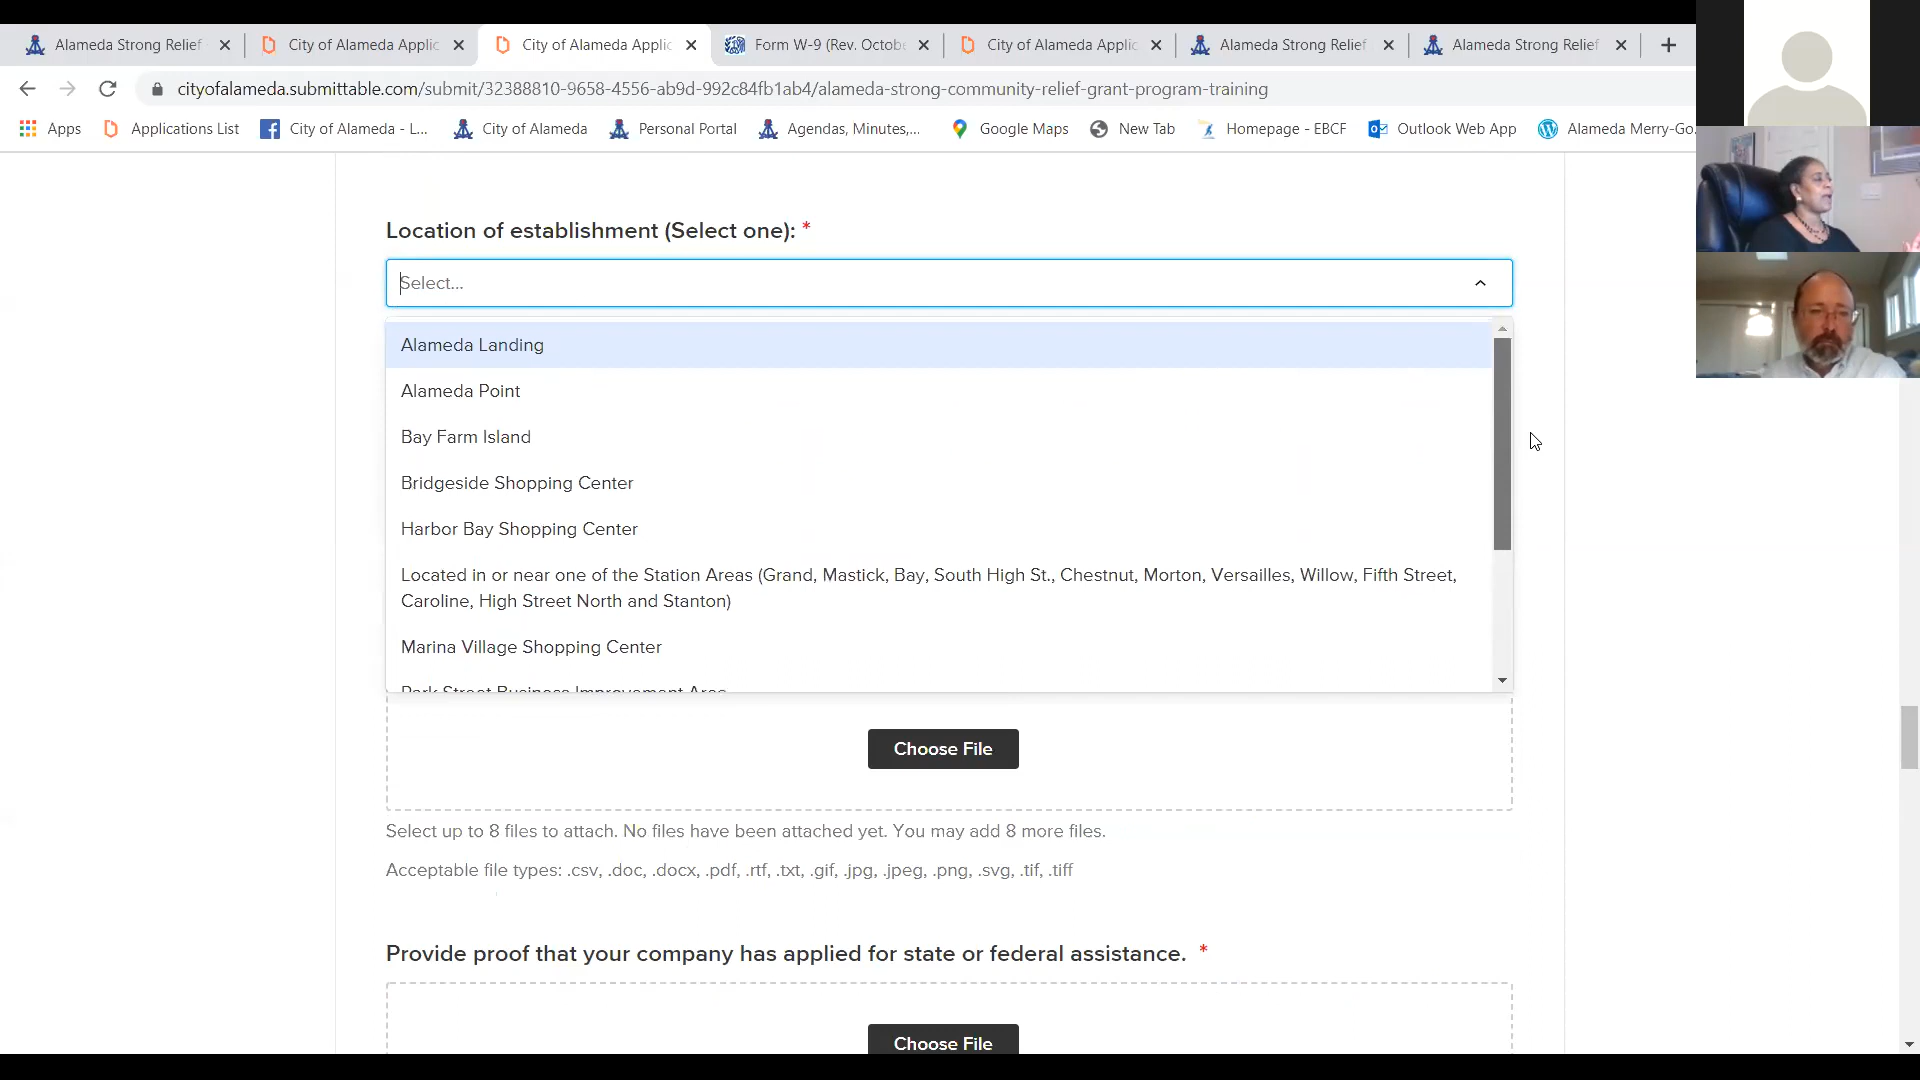 Alameda Strong Relief
City of Alameda Applic
City of Alameda Applic
Form W-9 (Rev. Octobe
City of Alameda Applic
Alameda Strong Relief
Alameda Strong Relief
cityofalameda.submittable.com/submit/32388810-9658-4556-ab9d-992c84fb1ab4/alameda-strong-community-relief-grant-program-training
Apps
Applications List
City of Alameda - L...
City of Alameda
Personal Portal
Agendas, Minutes,...
Google Maps
New Tab
Homepage - EBCF
Outlook Web App
Alameda Merry-Go.
Location of establishment (Select one): *
Select...
Alameda Landing
Alameda Point
Bay Farm Island
Bridgeside Shopping Center
Harbor Bay Shopping Center
Located in or near one of the Station Areas (Grand, Mastick, Bay, South High St., Chestnut, Morton, Versailles, Willow, Fifth Street,
Caroline, High Street North and Stanton)
Marina Village Shopping Center
Park Street Business Improvement Area
Choose File
Select up to 8 files to attach. No files have been attached yet. You may add 8 more files.
Acceptable file types: .csv, .doc, .docx, .pdf, .rtf, .txt, .gif, .jpg, .jpeg, .png, .svg, .tif, .tiff
Provide proof that your company has applied for state or federal assistance. *
Choose File